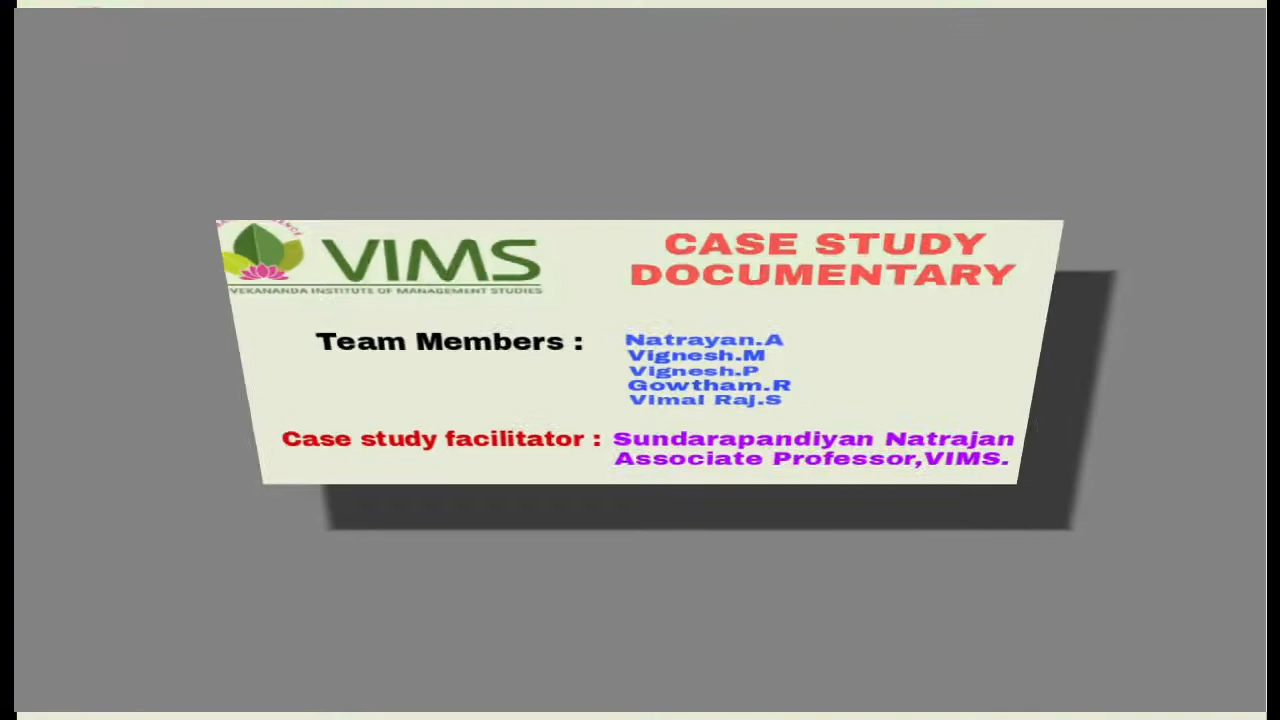 VIMS
VEKANANDA INSTITUTE OF MANAGEMENT STUDIES
CASE STUDY
DOCUMENTARY
Team Members :
Natrayan.A
Vignesh.M
Vignesh.P
Gowtham.R
Vimal Raj.S
Case study facilitator :
Sundarapandiyan Natrajan
Associate Professor,VIMS.